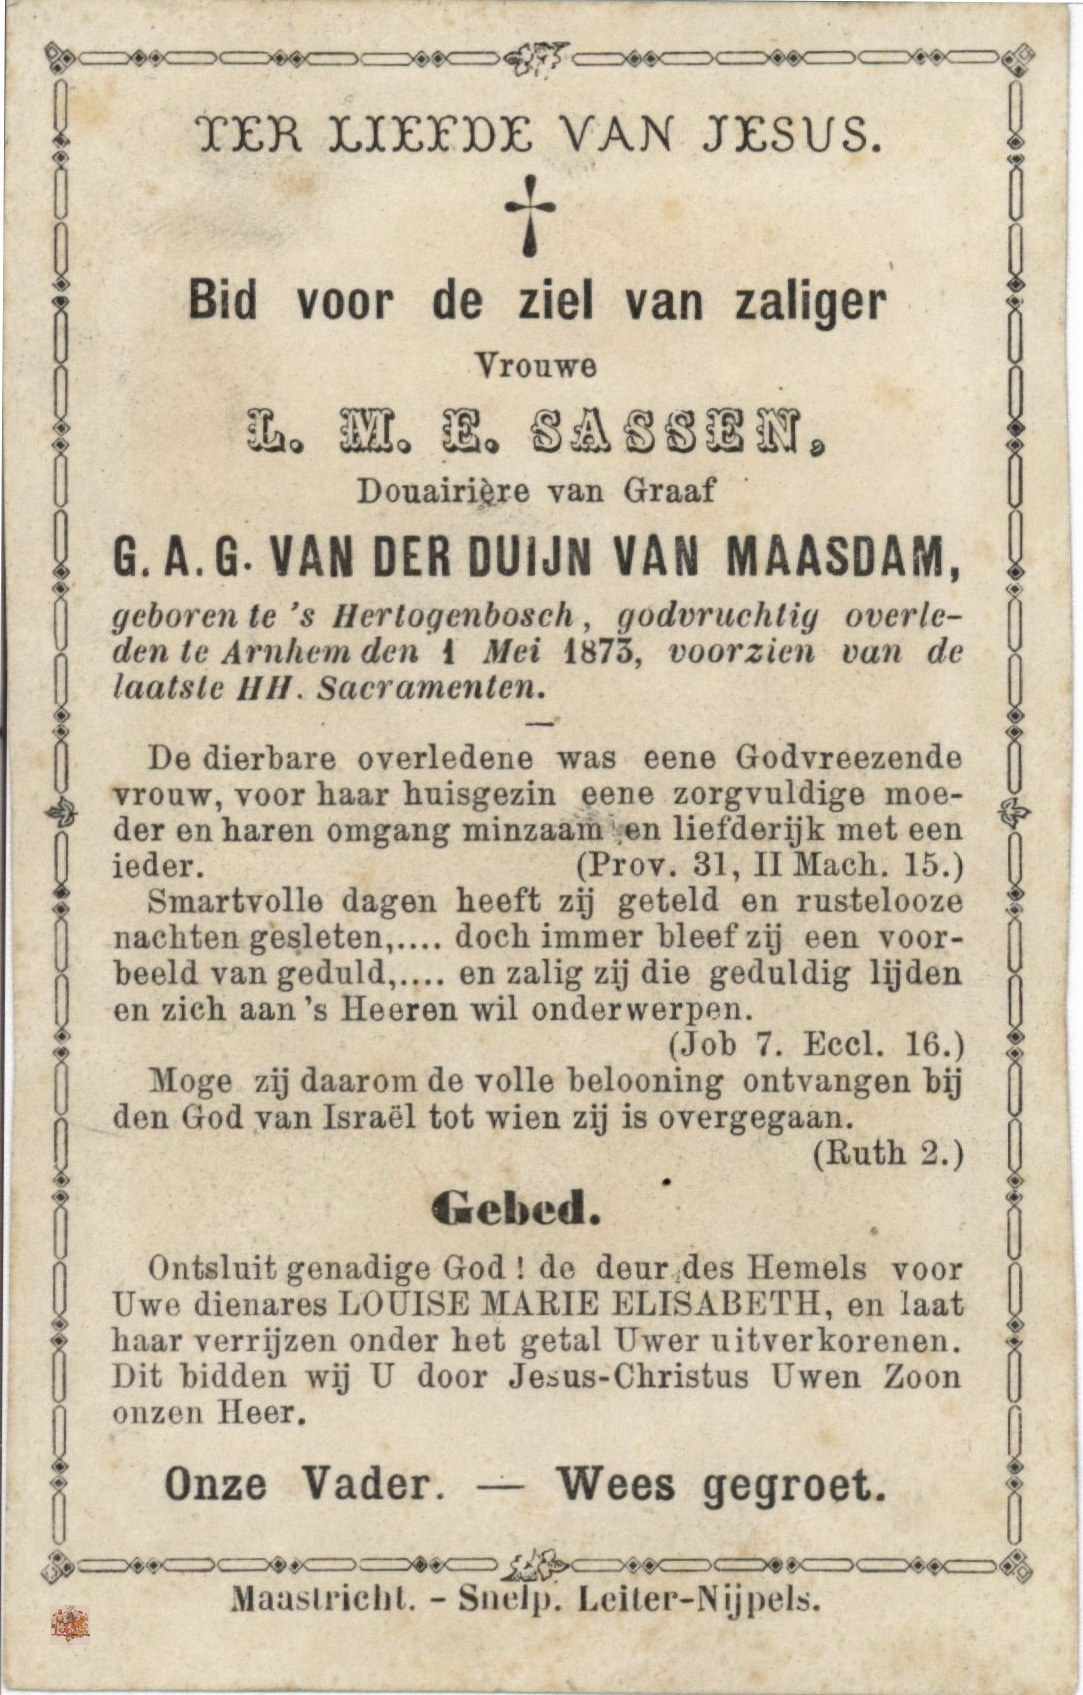 TER LIEFDE VAN JESUS.
Bid voor de ziel van zaliger
Vrouwe
L. M. E. SASSEN,
Douairière van Graaf
G. A. G. VAN DER DUIJN VAN MAASDAM,
geboren te 's Hertogenbosch, godvruchtig overle-
den te Arnhem den 1 Mei 1873, voorzien van de
laatste HH. Sacramenten.
De dierbare overledene was eene Godvreezende
vrouw, voor haar huisgezin eene zorgvuldige moe-
der en haren omgang minzaam en liefderijk met een
ieder. (Prov. 31, II Mach. 15.)
Smartvolle dagen heeft zij geteld en rustelooze
nachten gesleten,.... doch immer bleef zij een voor-
beeld van geduld,.... en zalig zij die geduldig lijden
en zich aan 's Heeren wil onderwerpen.
(Job 7. Eccl. 16.)
Moge zij daarom de volle belooning ontvangen bij
den God van Israël tot wien zij is overgegaan.
(Ruth 2.)
Gebed.
Ontsluit genadige God! de deur des Hemels voor
Uwe dienares LOUISE MARIE ELISABETH, en laat
haar verrijzen onder het getal Uwer uitverkorenen.
Dit bidden wij U door Jesus-Christus Uwen Zoon
onzen Heer.
Onze Vader. — Wees gegroet.
Maastricht. - Snelp. Leiter-Nijpels.